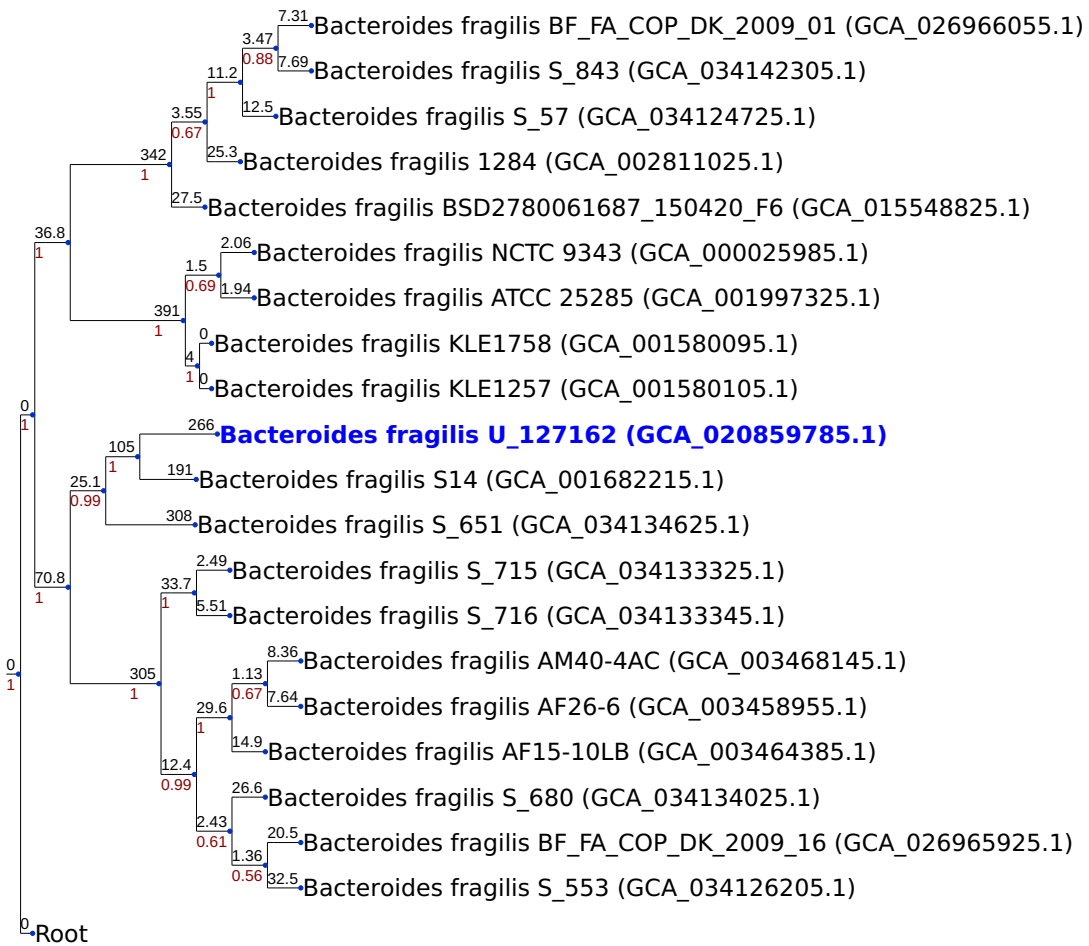 7.31
Bacteroides fragilis BF_FA_COP_DK_2009_01 (GCA_026966055.1)
3.47
0.88
7.69
Bacteroides fragilis S_843 (GCA_034142305.1)
11.2
1
12.5
Bacteroides fragilis S_57 (GCA_034124725.1)
3.55
0.67
25.3
Bacteroides fragilis 1284 (GCA_002811025.1)
342
1
27.5
Bacteroides fragilis BSD2780061687_150420_F6 (GCA_015548825.1)
36.8
1
2.06
Bacteroides fragilis NCTC 9343 (GCA_000025985.1)
1.5
0.69
1.94
Bacteroides fragilis ATCC 25285 (GCA_001997325.1)
391
1
0
Bacteroides fragilis KLE1758 (GCA_001580095.1)
4
1
0
Bacteroides fragilis KLE1257 (GCA_001580105.1)
0
1
266
Bacteroides fragilis U_127162 (GCA_020859785.1)
105
1
191
Bacteroides fragilis S14 (GCA_001682215.1)
25.1
0.99
308
Bacteroides fragilis S_651 (GCA_034134625.1)
70.8
1
2.49
Bacteroides fragilis S_715 (GCA_034133325.1)
33.7
1
5.51
Bacteroides fragilis S_716 (GCA_034133345.1)
0
1
305
1
8.36
Bacteroides fragilis AM40-4AC (GCA_003468145.1)
1.13
0.67
7.64
Bacteroides fragilis AF26-6 (GCA_003458955.1)
29.6
1
14.9
Bacteroides fragilis AF15-10LB (GCA_003464385.1)
12.4
0.99
26.6
Bacteroides fragilis S_680 (GCA_034134025.1)
2.43
0.61
20.5
Bacteroides fragilis BF_FA_COP_DK_2009_16 (GCA_026965925.1)
1.36
0.56
32.5
Bacteroides fragilis S_553 (GCA_034126205.1)
0
Root